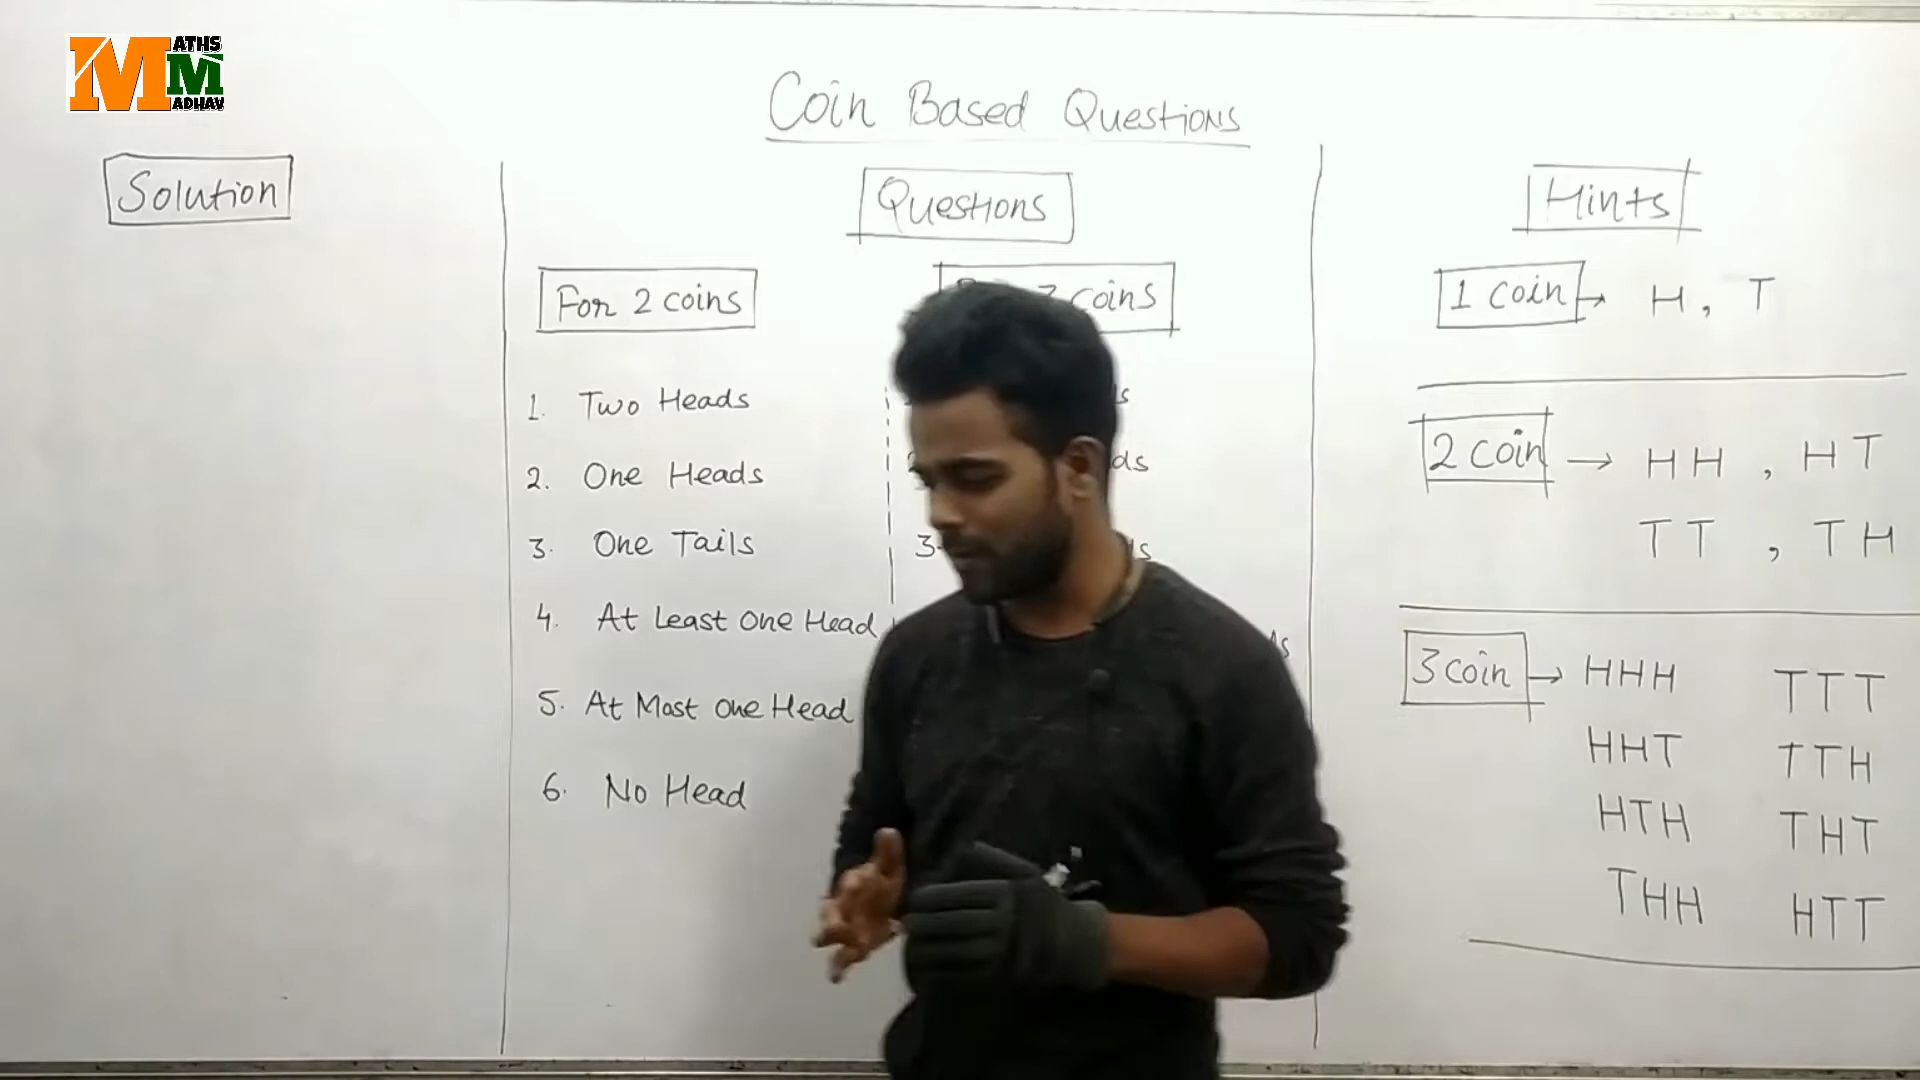 MATHS
MADHAV
Coin Based Questions
Solution
Questions
For 2 coins
1. Two Heads
2. One Heads
3. One Tails
4. At Least One Head
5. At Most One Head
6. No Head
coins
3.
Hints
1 Coin → H, T
2 Coin → HH, HT
TT, TH
3 coin → HHH TTT
HHT TTH
HTH THT
THH HTT